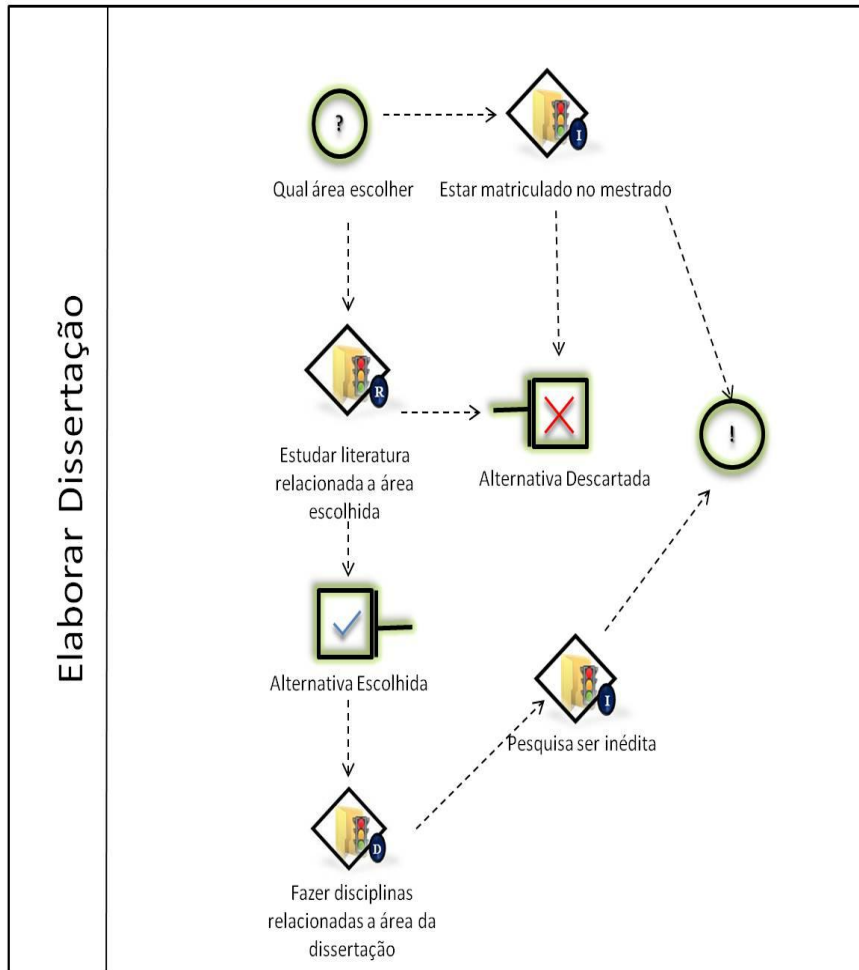 Elaborar Dissertação
?
I
Qual área escolher
Estar matriculado no mestrado
R
!
Estudar literatura
relacionada a área
escolhida
Alternativa Descartada
Alternativa Escolhida
I
Pesquisa ser inédita
D
Fazer disciplinas
relacionadas a área da
dissertação